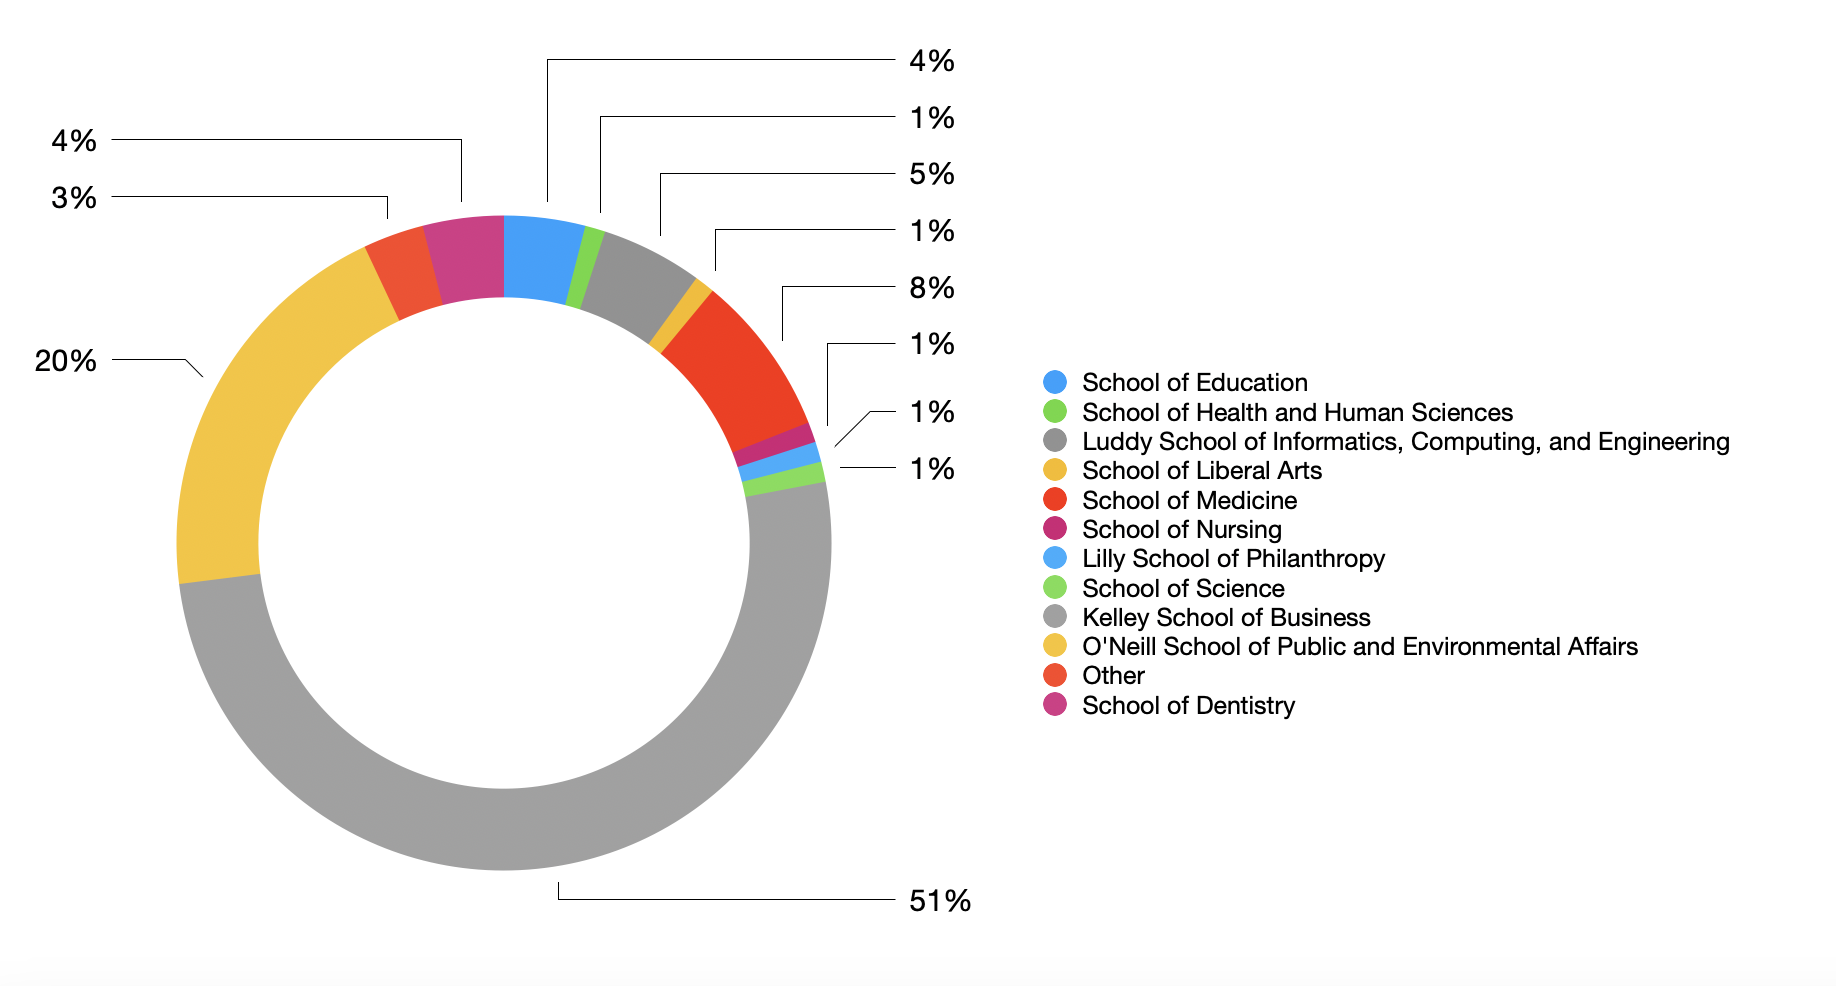 4%
1%
5%
1%
8%
1%
1%
1%
51%
20%
3%
4%
School of Education
School of Health and Human Sciences
Luddy School of Informatics, Computing, and Engineering
School of Liberal Arts
School of Medicine
School of Nursing
Lilly School of Philanthropy
School of Science
Kelley School of Business
O'Neill School of Public and Environmental Affairs
Other
School of Dentistry